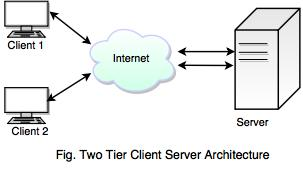 Client 1
Internet
Client 2
Server
Fig. Two Tier Client Server Architecture